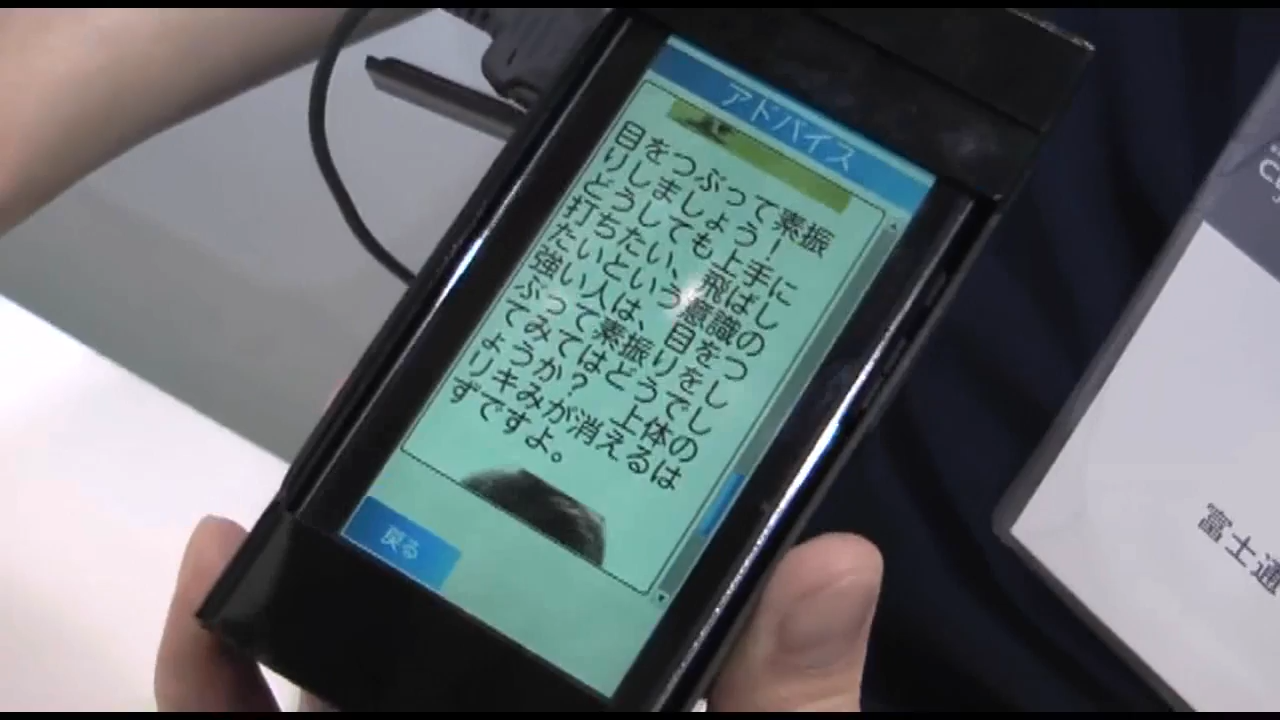 アドバイス
目をつぶって素振
りしましょう!
どうしても上手に
打ちたい、飛ばし
たいという意識の
強い人は、目をつ
ぶって素振りをし
てみてはどうでし
ょうか? 上体の
リキみが消えるは
ずですよ。
戻る
富士通